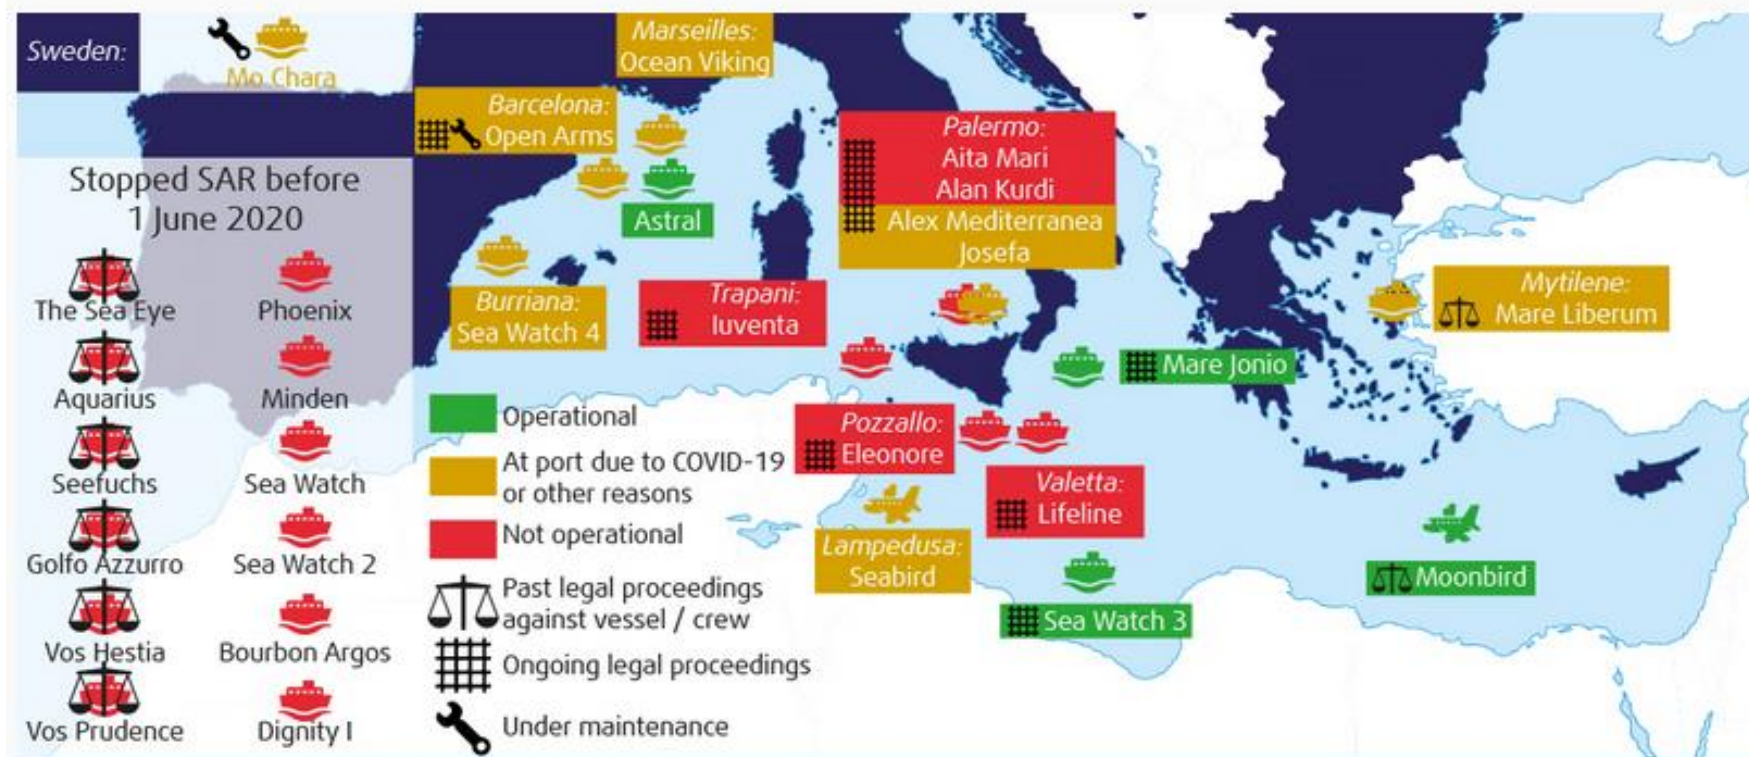 Sweden:
Mo Chara
Marseilles:
Ocean Viking
Barcelona:
Open Arms
Astral
Palermo:
Aita Mari
Alan Kurdi
Alex Mediterranea
Josefa
Burriana:
Sea Watch 4
Trapani:
Iuventa
Mytilene:
Mare Liberum
Mare Jonio
Pozzallo:
Eleonore
Valetta:
Lifeline
Lampedusa:
Seabird
Sea Watch 3
Moonbird
Stopped SAR before
1 June 2020
The Sea Eye
Phoenix
Aquarius
Minden
Seefuchs
Sea Watch
Golfo Azzurro
Sea Watch 2
Vos Hestia
Bourbon Argos
Vos Prudence
Dignity I
Operational
At port due to COVID-19
or other reasons
Not operational
Past legal proceedings
against vessel / crew
Ongoing legal proceedings
Under maintenance